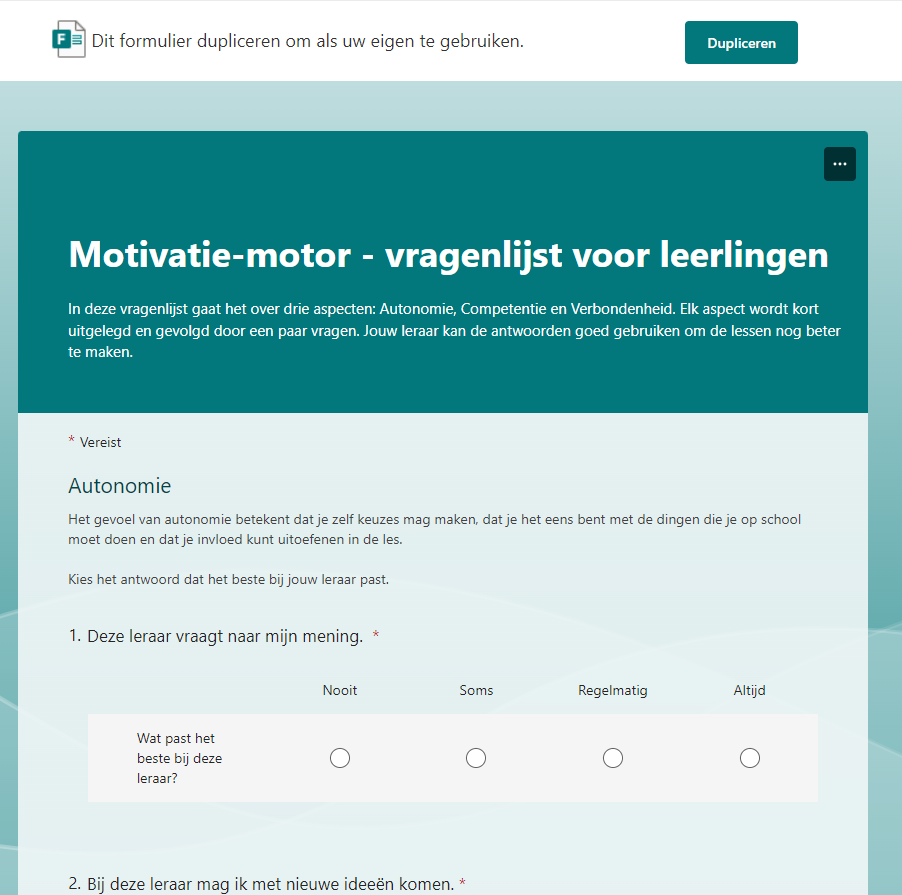 Dit formulier dupliceren om als uw eigen te gebruiken.
Dupliceren
Motivatie-motor - vragenlijst voor leerlingen
In deze vragenlijst gaat het over drie aspecten: Autonomie, Competentie en Verbondenheid. Elk aspect wordt kort
uitgelegd en gevolgd door een paar vragen. Jouw leraar kan de antwoorden goed gebruiken om de lessen nog beter
te maken.
* Vereist
Autonomie
Het gevoel van autonomie betekent dat je zelf keuzes mag maken, dat je het eens bent met de dingen die je op school
moet doen en dat je invloed kunt uitoefenen in de les.
Kies het antwoord dat het beste bij jouw leraar past.
1. Deze leraar vraagt naar mijn mening. *
Nooit Soms Regelmatig Altijd
Wat past het
beste bij deze
leraar?
2. Bij deze leraar mag ik met nieuwe ideeën komen. *